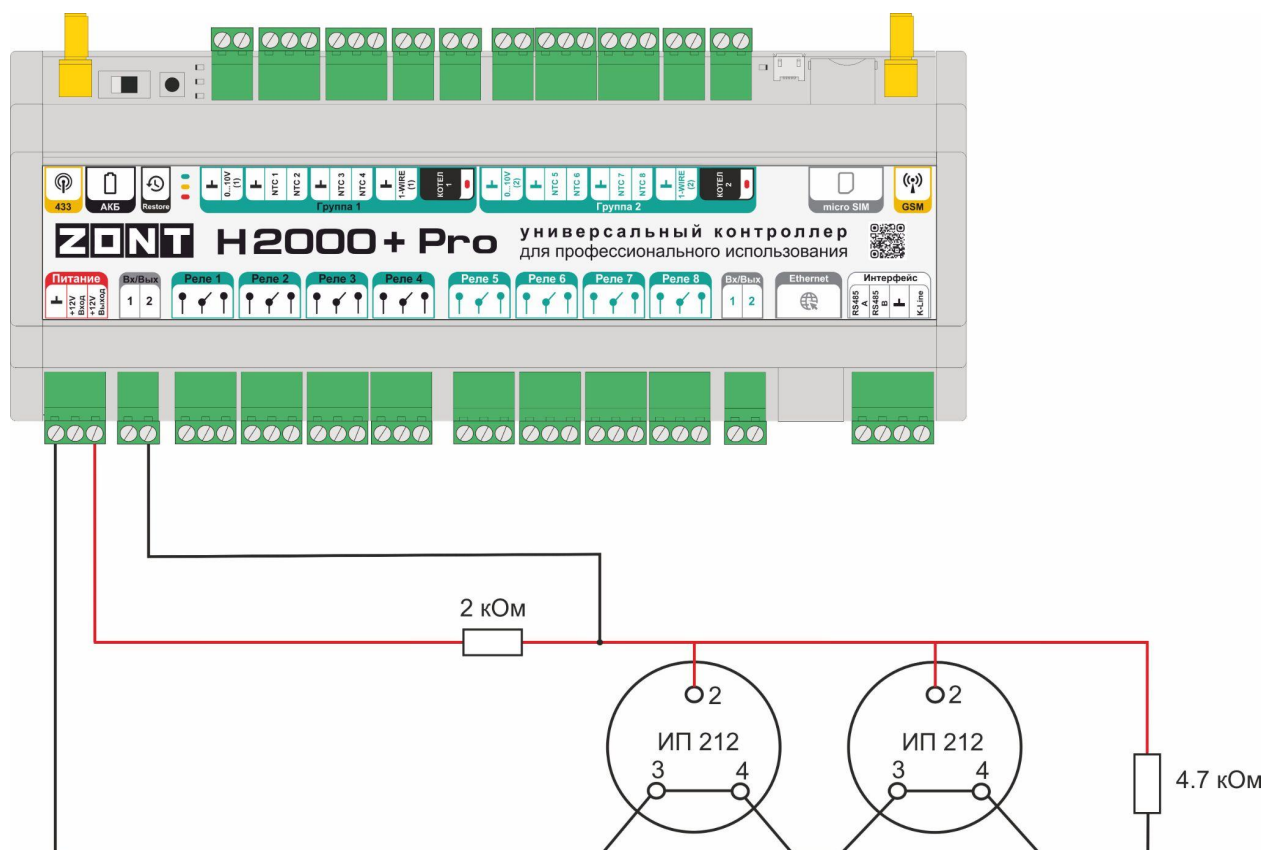 433
АКБ
Restore
0...10V (1)
NTC 1
NTC 2
NTC 3
NTC 4
1-WIRE (1)
КОТЕЛ 1
Группа 1
0...10V (2)
NTC 5
NTC 6
NTC 7
NTC 8
1-WIRE (2)
КОТЕЛ 2
Группа 2
micro SIM
GSM
ZONT H2000+ Pro
универсальный контроллер
для профессионального использования
Питание
+12V Вход
+12V Выход
Вх/Вых
1 2
Реле 1
Реле 2
Реле 3
Реле 4
Реле 5
Реле 6
Реле 7
Реле 8
Вх/Вых
1 2
Ethernet
Интерфейс
RS485 A
RS485 B
K-Line
2 кОм
2
ИП 212
3 4
2
ИП 212
3 4
4.7 кОм